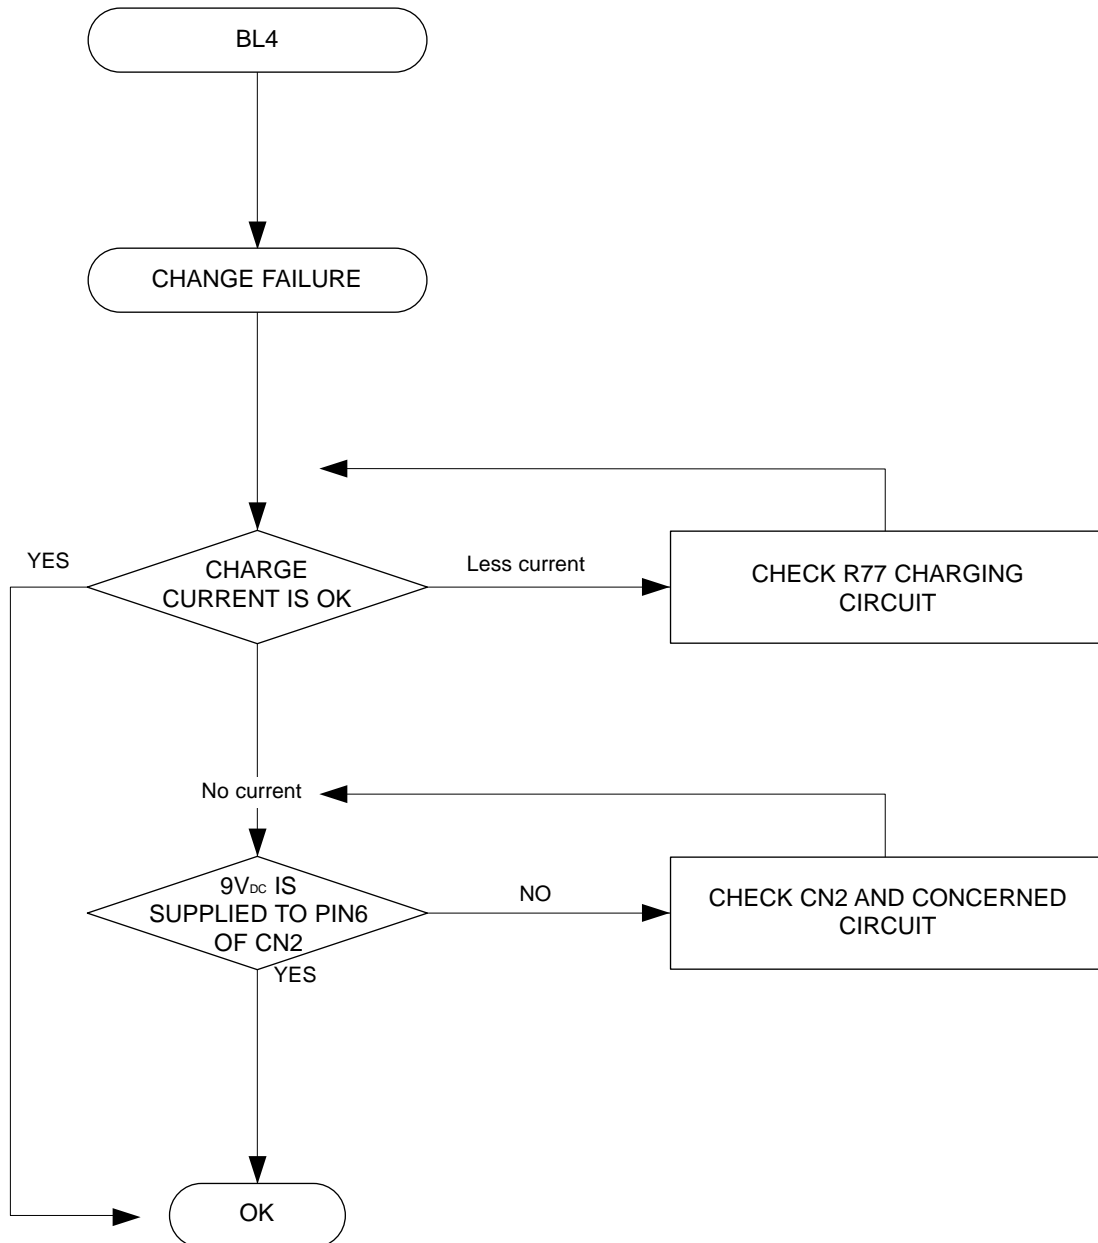 BL4
CHANGE FAILURE
YES
CHARGE
CURRENT IS OK
Less current
CHECK R77 CHARGING
CIRCUIT
No current
9VDC IS
SUPPLIED TO PIN6
OF CN2
NO
CHECK CN2 AND CONCERNED
CIRCUIT
YES
OK